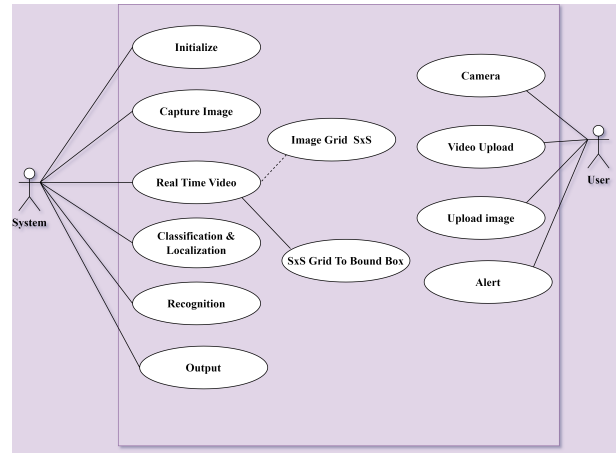 Initialize
Capture Image
Real Time Video
Classification &
Localization
Recognition
Output
Image Grid SxS
SxS Grid To Bound Box
Camera
Video Upload
Upload image
Alert
System
User